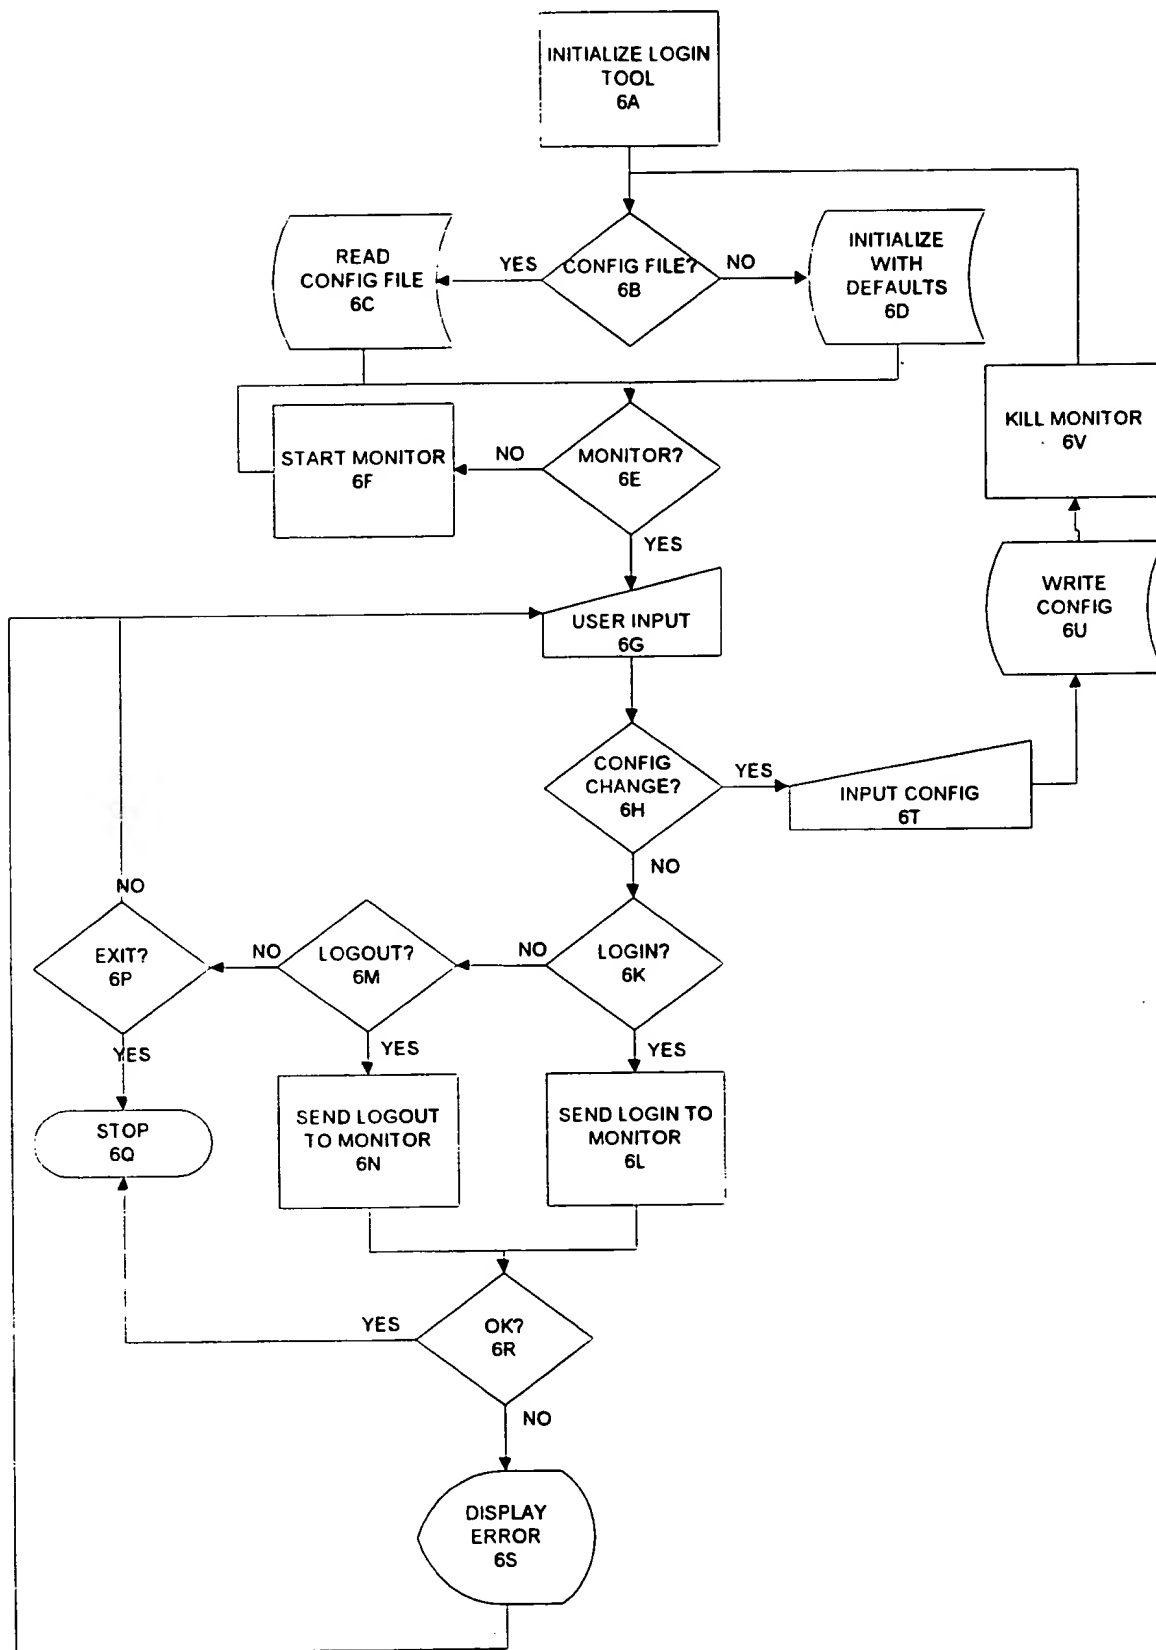 INITIALIZE LOGIN
TOOL
6A
READ
CONFIG FILE
6C
YES
CONFIG FILE?
6B
NO
INITIALIZE
WITH
DEFAULTS
6D
START MONITOR
6F
NO
MONITOR?
6E
YES
KILL MONITOR
6V
WRITE
CONFIG
6U
USER INPUT
6G
CONFIG
CHANGE?
6H
YES
INPUT CONFIG
6T
NO
NO
EXIT?
6P
NO
LOGOUT?
6M
NO
LOGIN?
6K
YES
YES
YES
STOP
6Q
SEND LOGOUT
TO MONITOR
6N
SEND LOGIN TO
MONITOR
6L
YES
OK?
6R
NO
DISPLAY
ERROR
6S